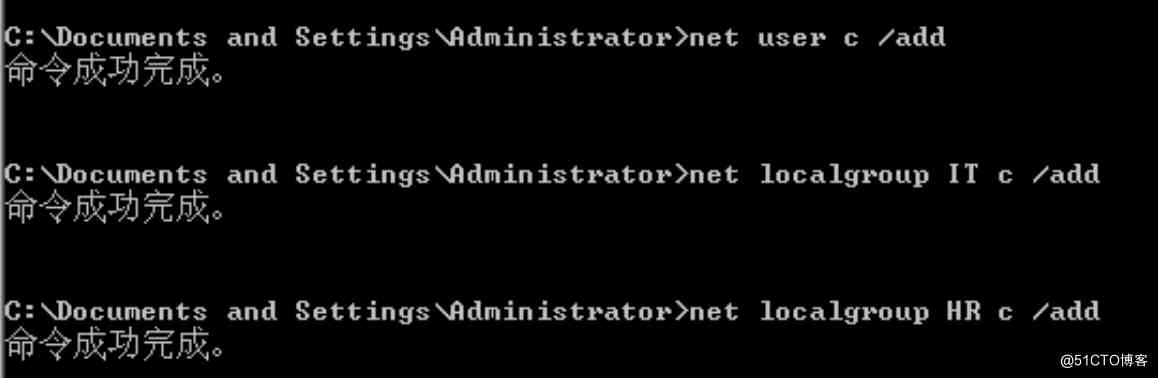 C:\Documents and Settings\Administrator>net user c /add
命令成功完成。
C:\Documents and Settings\Administrator>net localgroup IT c /add
命令成功完成。
C:\Documents and Settings\Administrator>net localgroup HR c /add
命令成功完成。
@51CTO博客